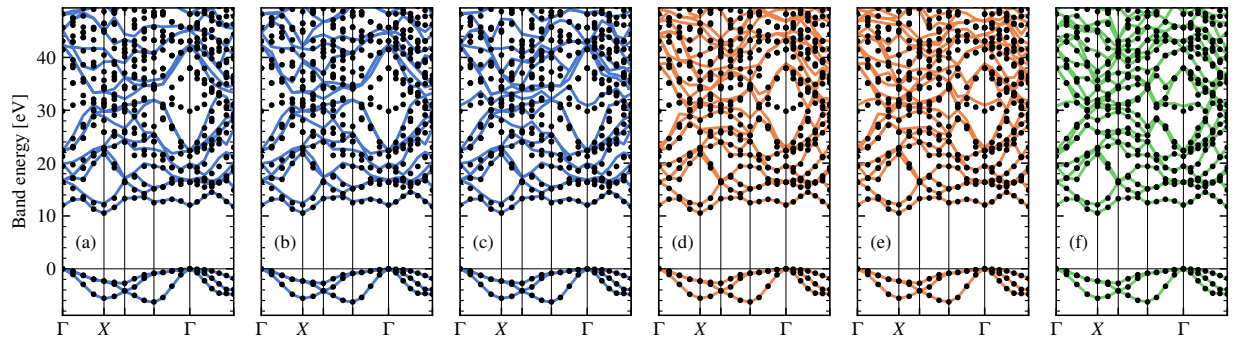 Band energy [eV]
40
30
20
10
0
(a)
(b)
(c)
(d)
(e)
(f)
Γ X Γ
Γ X Γ
Γ X Γ
Γ X Γ
Γ X Γ
Γ X Γ